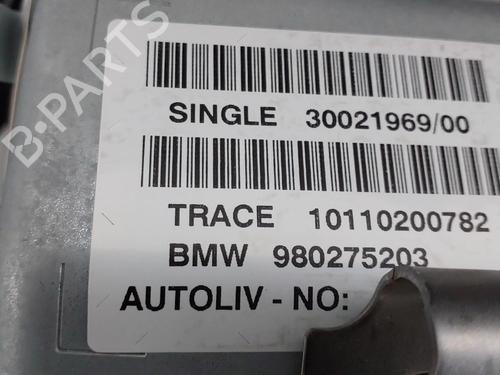 B-PARTS
SINGLE 30021969/00
TRACE 10110200782
BMW 980275203
AUTOLIV - NO: